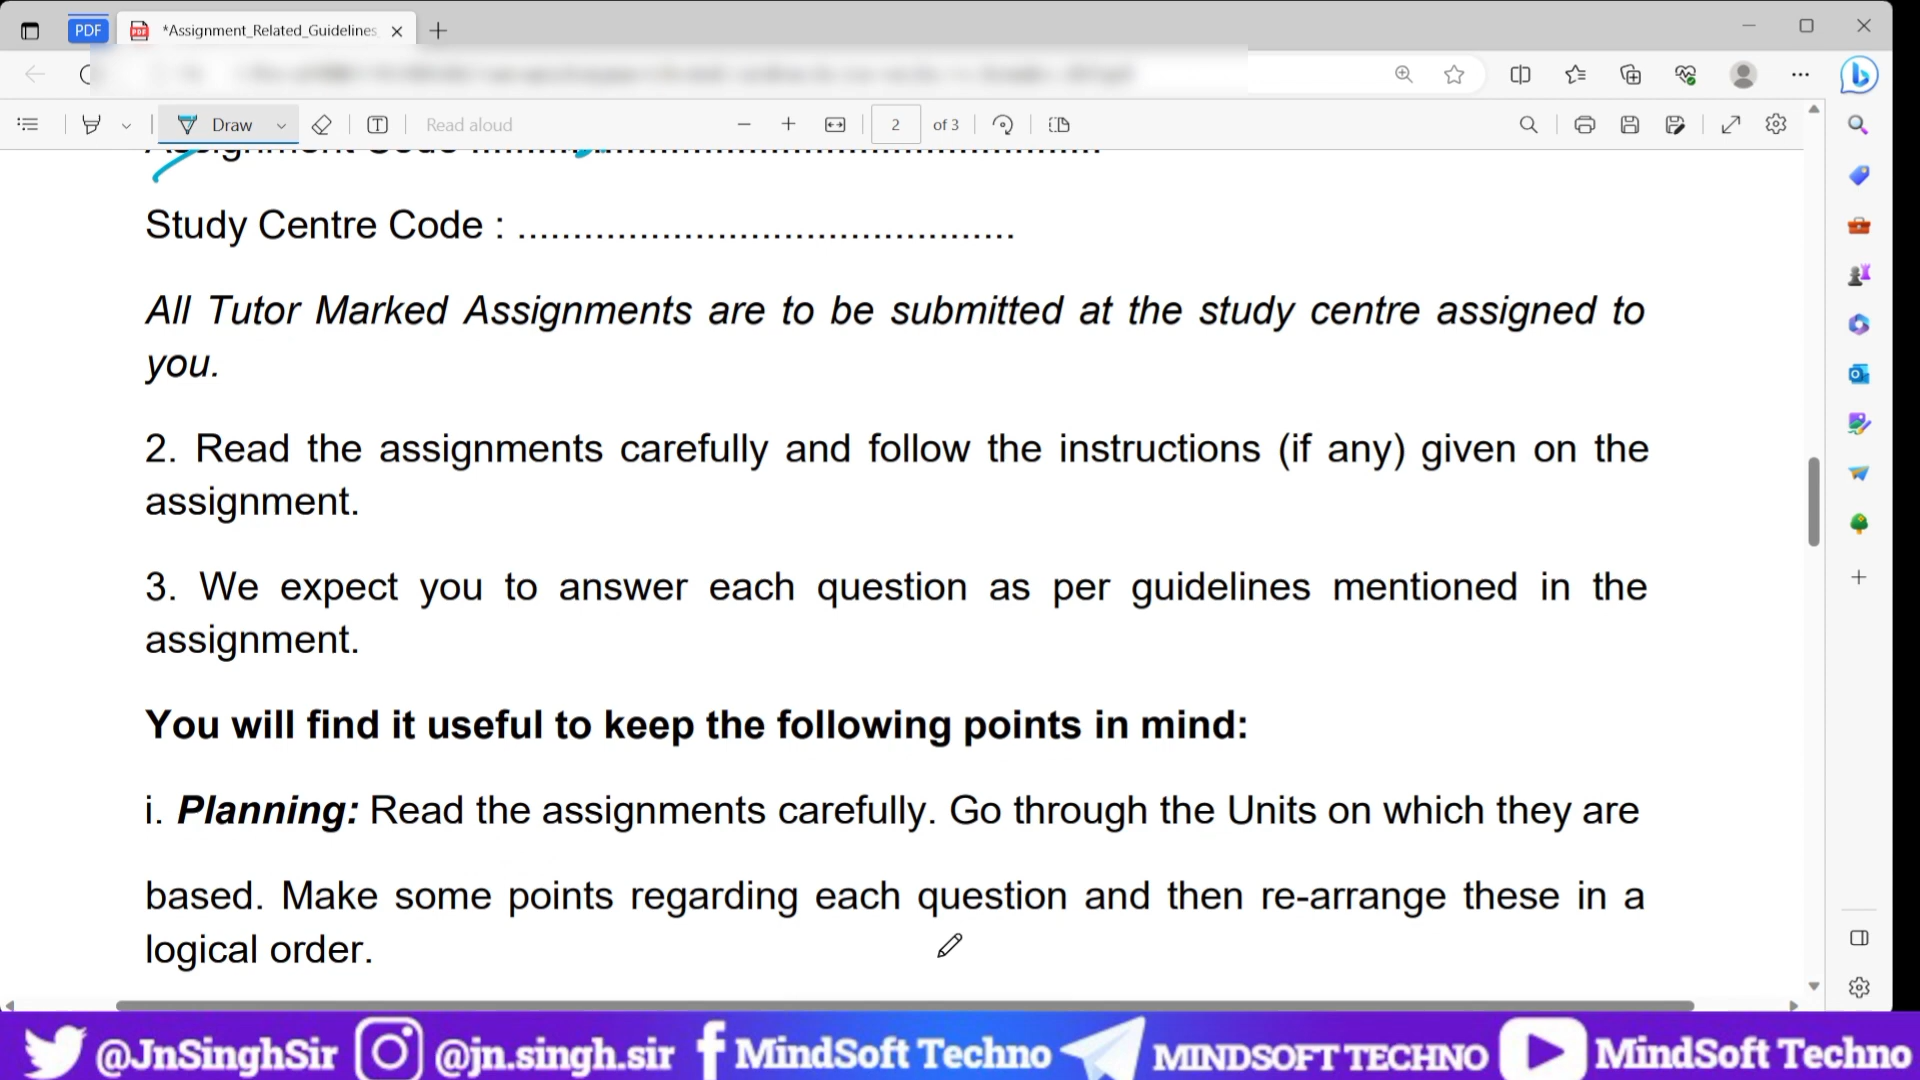 PDF
*Assignment_Related_Guidelines
Draw
Read aloud
2 of 3
Assignment Code
Study Centre Code : .............................................
All Tutor Marked Assignments are to be submitted at the study centre assigned to
you.
2. Read the assignments carefully and follow the instructions (if any) given on the
assignment.
3. We expect you to answer each question as per guidelines mentioned in the
assignment.
You will find it useful to keep the following points in mind:
i. Planning: Read the assignments carefully. Go through the Units on which they are
based. Make some points regarding each question and then re-arrange these in a
logical order.
@JnSinghSir @jn.singh.sir MindSoft Techno MINDSOFT TECHNO MindSoft Techno